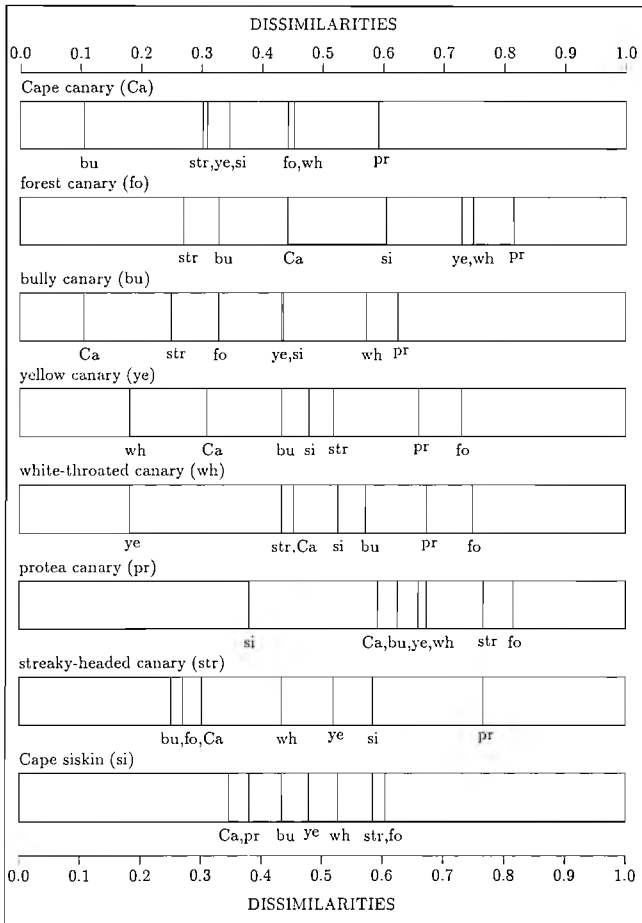 DISSIMILARITIES
0.0 0.1 0.2 0.3 0.4 0.5 0.6 0.7 0.8 0.9 1.0
Cape canary (Ca)
bu str,ye,si fo,wh pr
forest canary (fo)
str bu Ca si ye,wh pr
bully canary (bu)
Ca str fo ye,si wh pr
yellow canary (ye)
wh Ca bu si str pr fo
white-throated canary (wh)
ye str,Ca si bu pr fo
protea canary (pr)
si Ca,bu,ye,wh str fo
streaky-headed canary (str)
bu,fo,Ca wh ye si pr
Cape siskin (si)
Ca,pr bu ye wh str,fo
0.0 0.1 0.2 0.3 0.4 0.5 0.6 0.7 0.8 0.9 1.0
DISSIMILARITIES